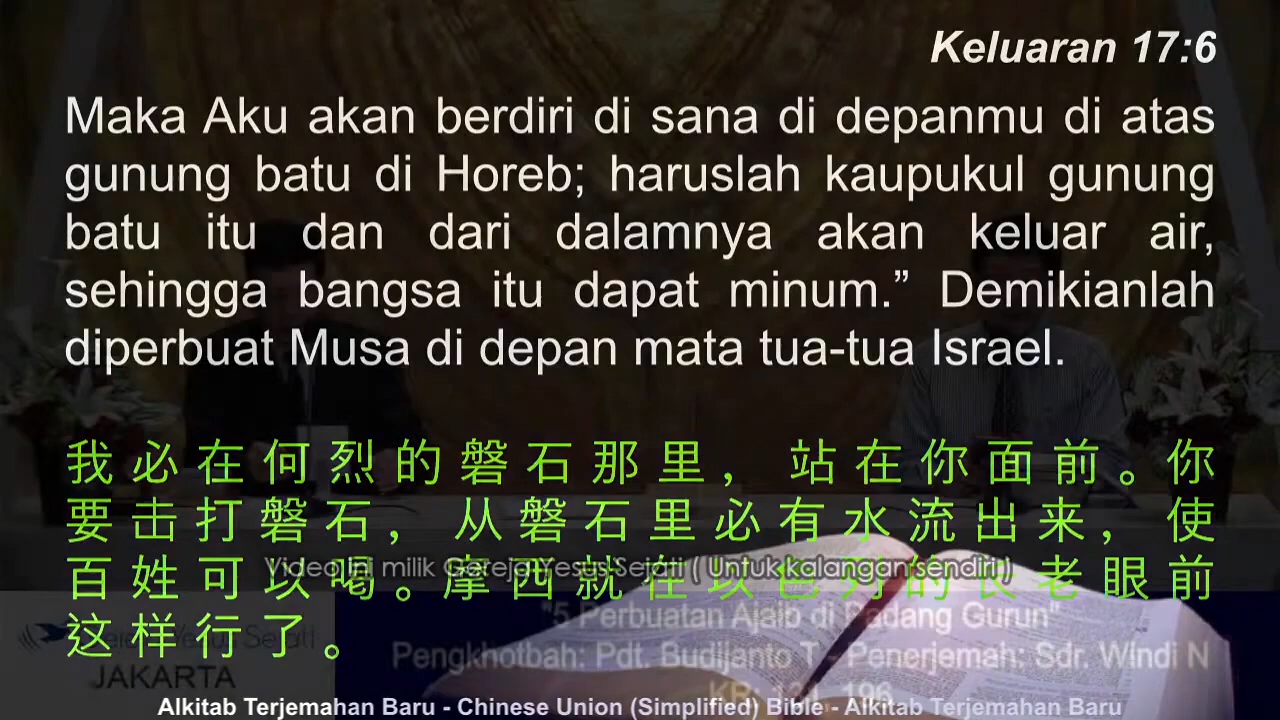 Keluaran 17:6
Maka Aku akan berdiri di sana di depanmu di atas
gunung batu di Horeb; haruslah kaupukul gunung
batu itu dan dari dalamnya akan keluar air,
sehingga bangsa itu dapat minum.” Demikianlah
diperbuat Musa di depan mata tua-tua Israel.
我必在何烈的磐石那里，站在你面前。你
要击打磐石，从磐石里必有水流出来，使
百姓可以喝。摩西就在以色列的长老眼前
这样行了。
Video ini milik Gereja Yesus Sejati ( Untuk kalangan sendiri )
"5 Perbuatan Ajaib di Padang Gurun"
Yesus Sejati
JAKARTA
Pengkhotbah: Pdt. Budijanto T - Penerjemah: Sdr. Windi N
KR: 131, 196
Alkitab Terjemahan Baru - Chinese Union (Simplified) Bible - Alkitab Terjemahan Baru